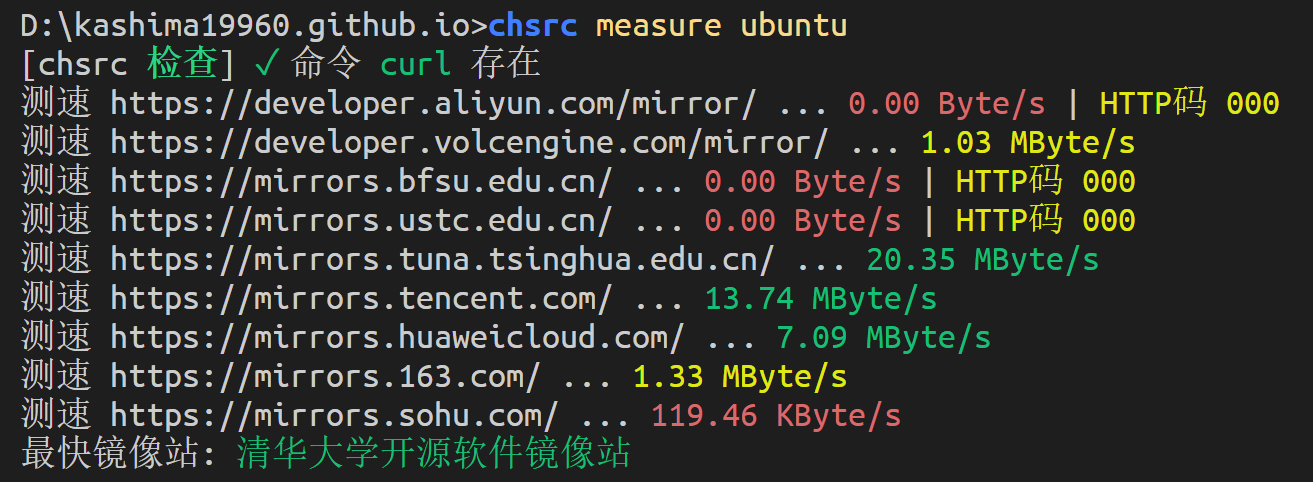 D:\kashima19960.github.io>chsrc measure ubuntu
[chsrc 检查] ✓ 命令 curl 存在
测速 https://developer.aliyun.com/mirror/ ... 0.00 Byte/s | HTTP码 000
测速 https://developer.volcengine.com/mirror/ ... 1.03 MByte/s
测速 https://mirrors.bfsu.edu.cn/ ... 0.00 Byte/s | HTTP码 000
测速 https://mirrors.ustc.edu.cn/ ... 0.00 Byte/s | HTTP码 000
测速 https://mirrors.tuna.tsinghua.edu.cn/ ... 20.35 MByte/s
测速 https://mirrors.tencent.com/ ... 13.74 MByte/s
测速 https://mirrors.huaweicloud.com/ ... 7.09 MByte/s
测速 https://mirrors.163.com/ ... 1.33 MByte/s
测速 https://mirrors.sohu.com/ ... 119.46 KByte/s
最快镜像站: 清华大学开源软件镜像站